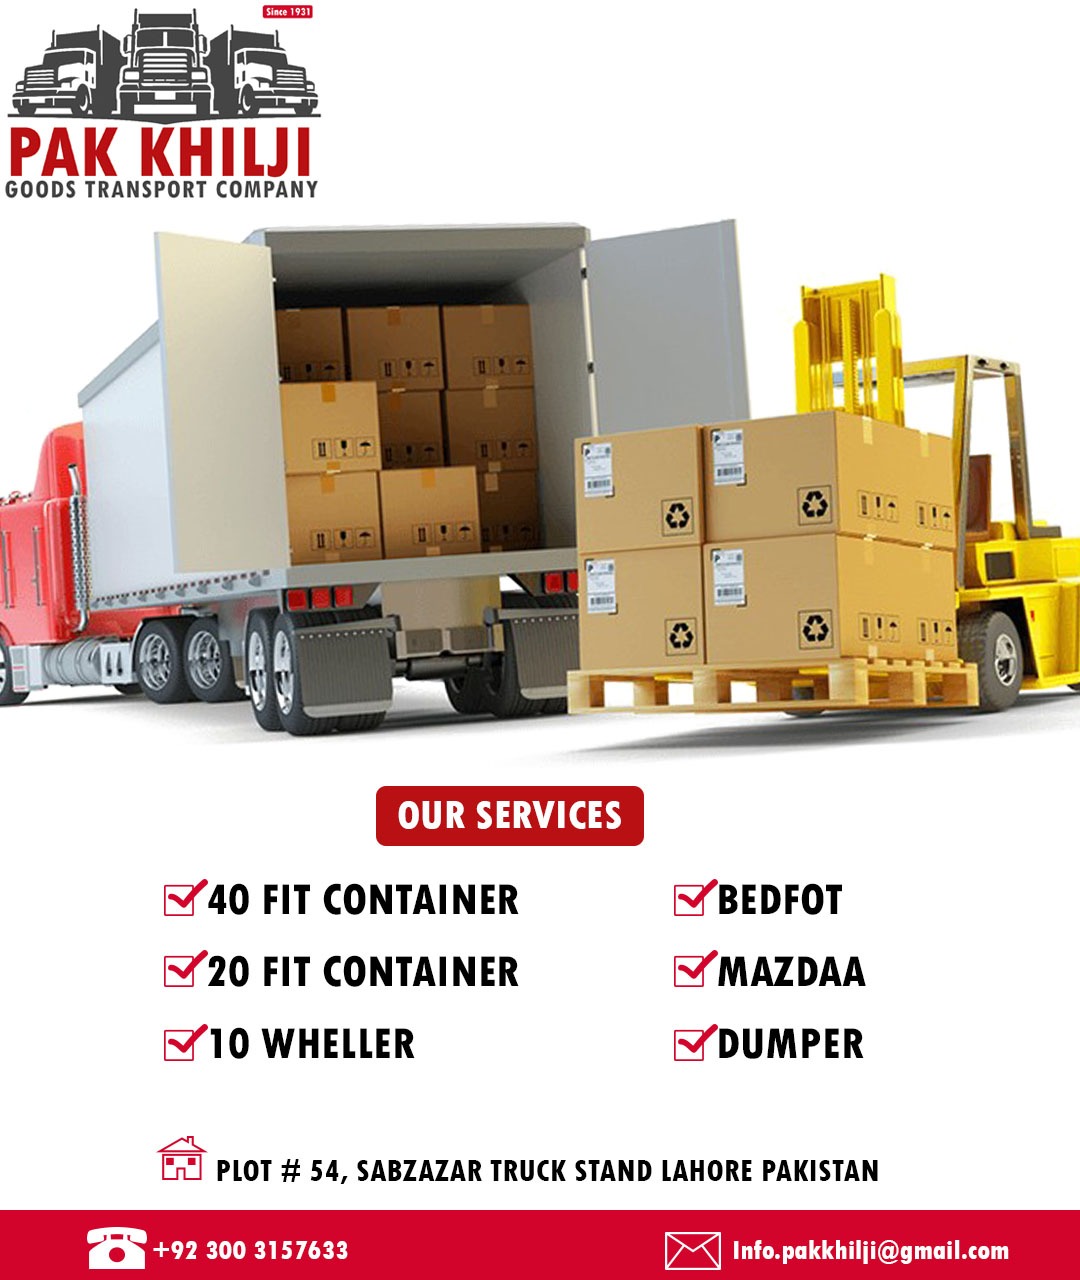 Since 1931
PAK KHILJI
GOODS TRANSPORT COMPANY
OUR SERVICES
40 FIT CONTAINER
20 FIT CONTAINER
10 WHELLER
BEDFOT
MAZDAA
DUMPER
PLOT # 54, SABZAZAR TRUCK STAND LAHORE PAKISTAN
+92 300 3157633
Info.pakkhilji@gmail.com